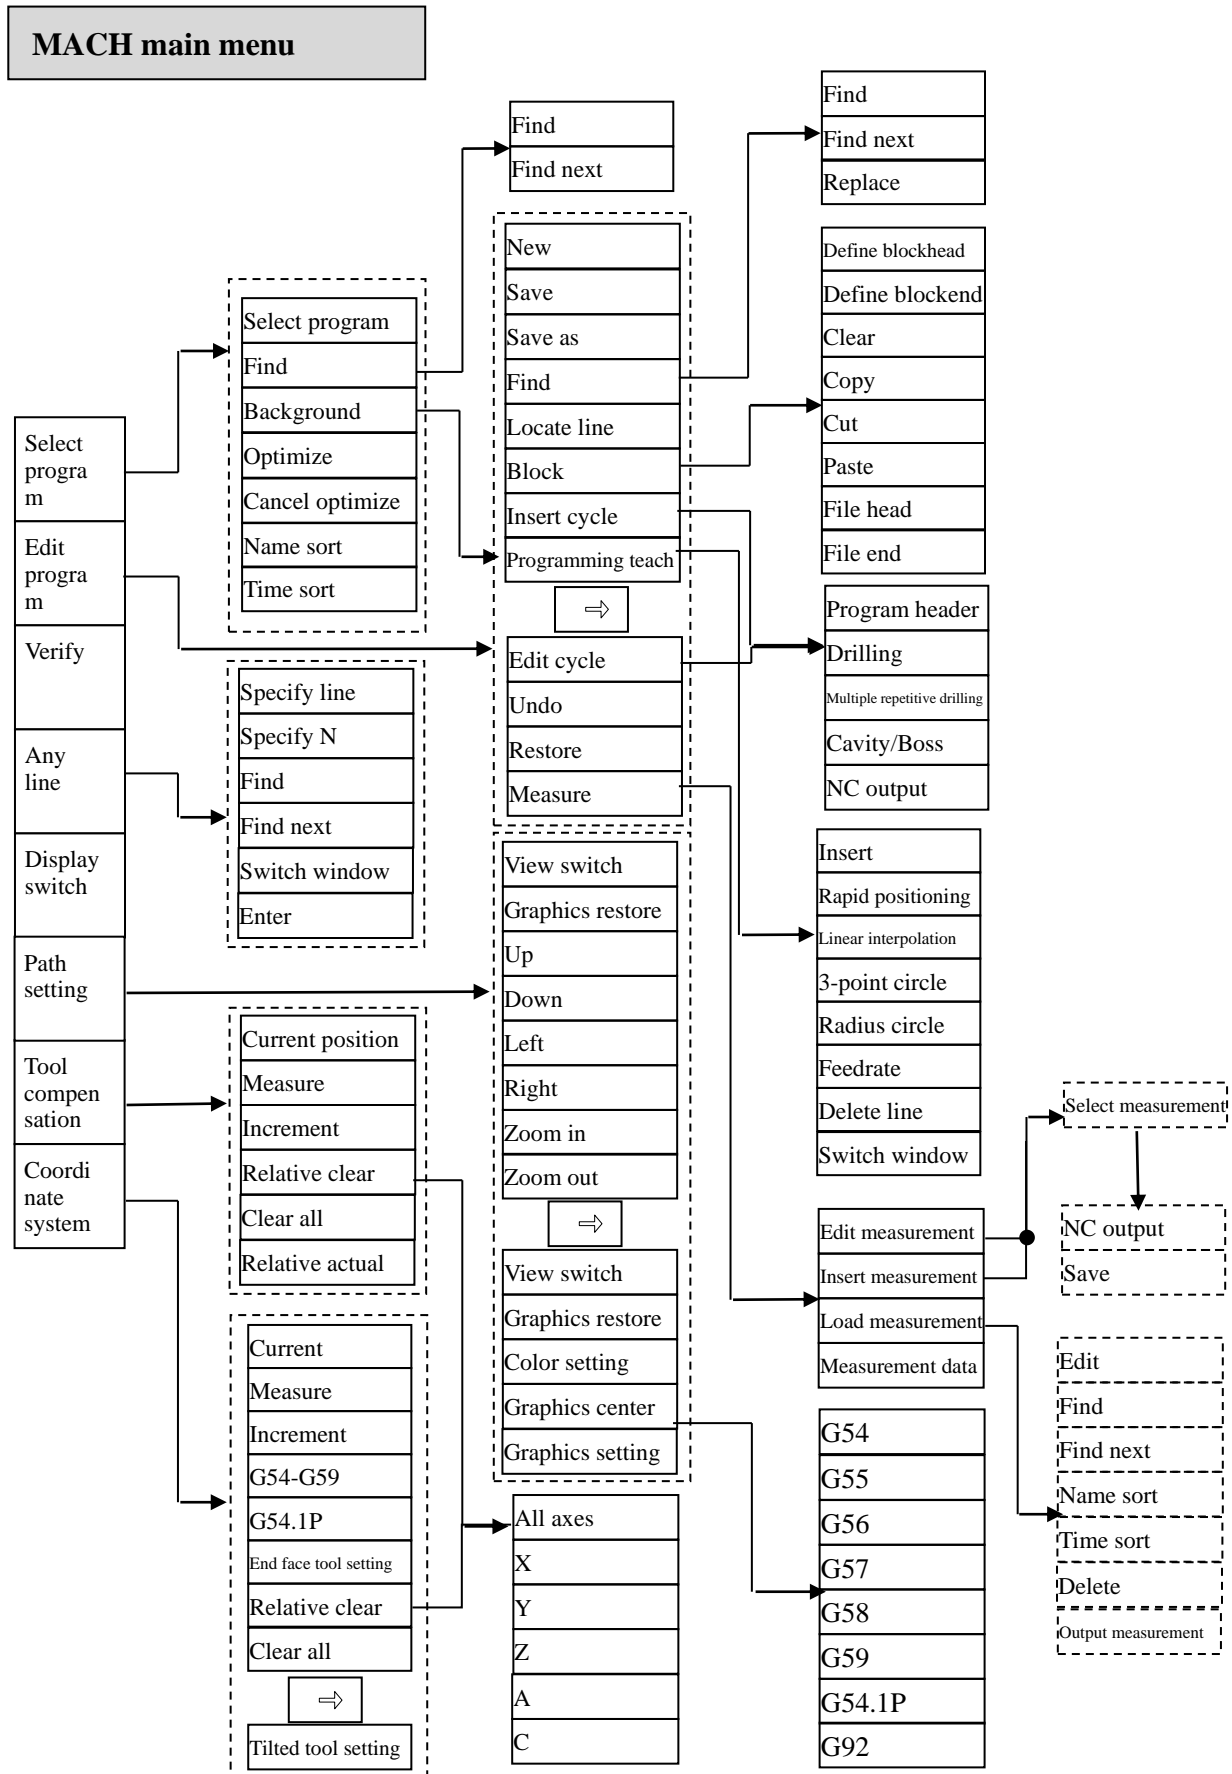 MACH main menu
Select
progra
m
Edit
progra
m
Verify
Any
line
Display
switch
Path
setting
Tool
compen
sation
Coordi
nate
system
Select program
Find
Background
Optimize
Cancel optimize
Name sort
Time sort
Specify line
Specify N
Find
Find next
Switch window
Enter
Current position
Measure
Increment
Relative clear
Clear all
Relative actual
Current
Measure
Increment
G54-G59
G54.1P
End face tool setting
Relative clear
Clear all
Tilted tool setting
Find
Find next
New
Save
Save as
Find
Locate line
Block
Insert cycle
Programming teach
Edit cycle
Undo
Restore
Measure
View switch
Graphics restore
Up
Down
Left
Right
Zoom in
Zoom out
View switch
Graphics restore
Color setting
Graphics center
Graphics setting
All axes
X
Y
Z
A
C
Find
Find next
Replace
Define blockhead
Define blockend
Clear
Copy
Cut
Paste
File head
File end
Program header
Drilling
Multiple repetitive drilling
Cavity/Boss
NC output
Insert
Rapid positioning
Linear interpolation
3-point circle
Radius circle
Feedrate
Delete line
Switch window
Edit measurement
Insert measurement
Load measurement
Measurement data
G54
G55
G56
G57
G58
G59
G54.1P
G92
Select measurement
NC output
Save
Edit
Find
Find next
Name sort
Time sort
Delete
Output measurement